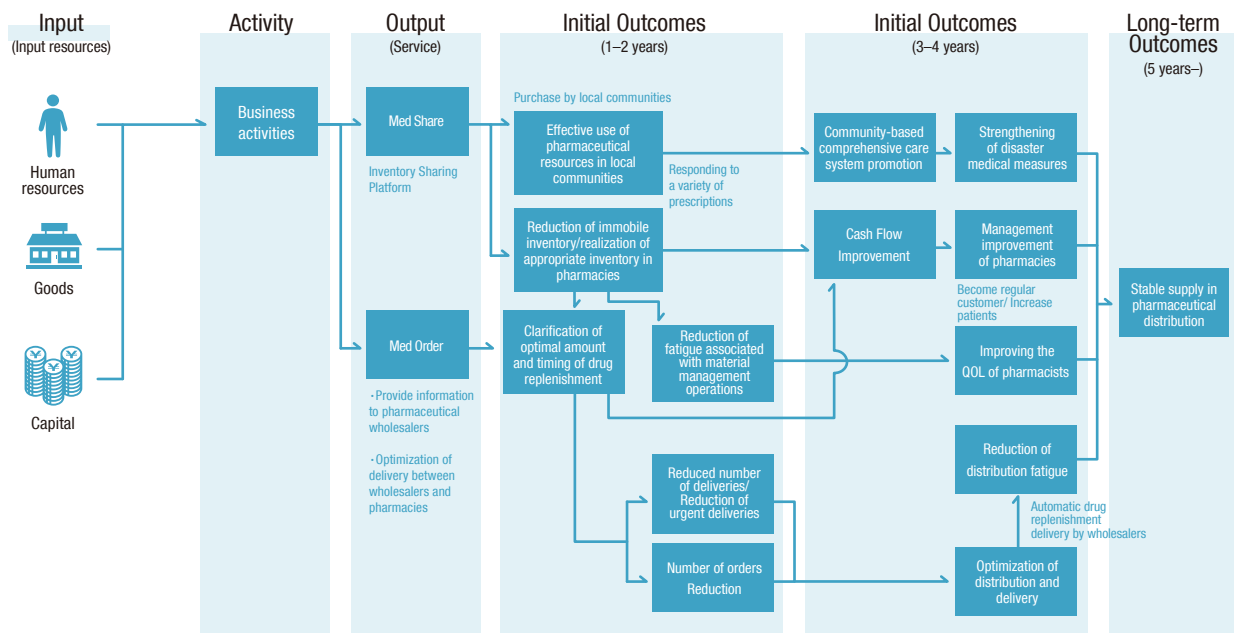 Input
(Input resources)
Human
resources
Goods
¥
¥
¥
Capital
Activity
Business
activities
Output
(Service)
Med Share
Inventory Sharing
Platform
Med Order
・Provide information
to pharmaceutical
wholesalers
・Optimization of
delivery between
wholesalers and
pharmacies
Initial Outcomes
(1–2 years)
Purchase by local communities
Effective use of
pharmaceutical
resources in local
communities
Responding to
a variety of
prescriptions
Reduction of immobile
inventory/realization of
appropriate inventory in
pharmacies
Clarification of
optimal amount
and timing of drug
replenishment
Reduction of
fatigue associated
with material
management
operations
Reduced number
of deliveries/
Reduction of
urgent deliveries
Number of orders
Reduction
Initial Outcomes
(3–4 years)
Community-based
comprehensive care
system promotion
Strengthening
of disaster
medical measures
Cash Flow
Improvement
Management
improvement
of pharmacies
Become regular
customer/ Increase
patients
Improving the
QOL of pharmacists
Reduction of
distribution fatigue
Automatic drug
replenishment
delivery by wholesalers
Optimization of
distribution and
delivery
Long-term
Outcomes
(5 years–)
Stable supply in
pharmaceutical
distribution